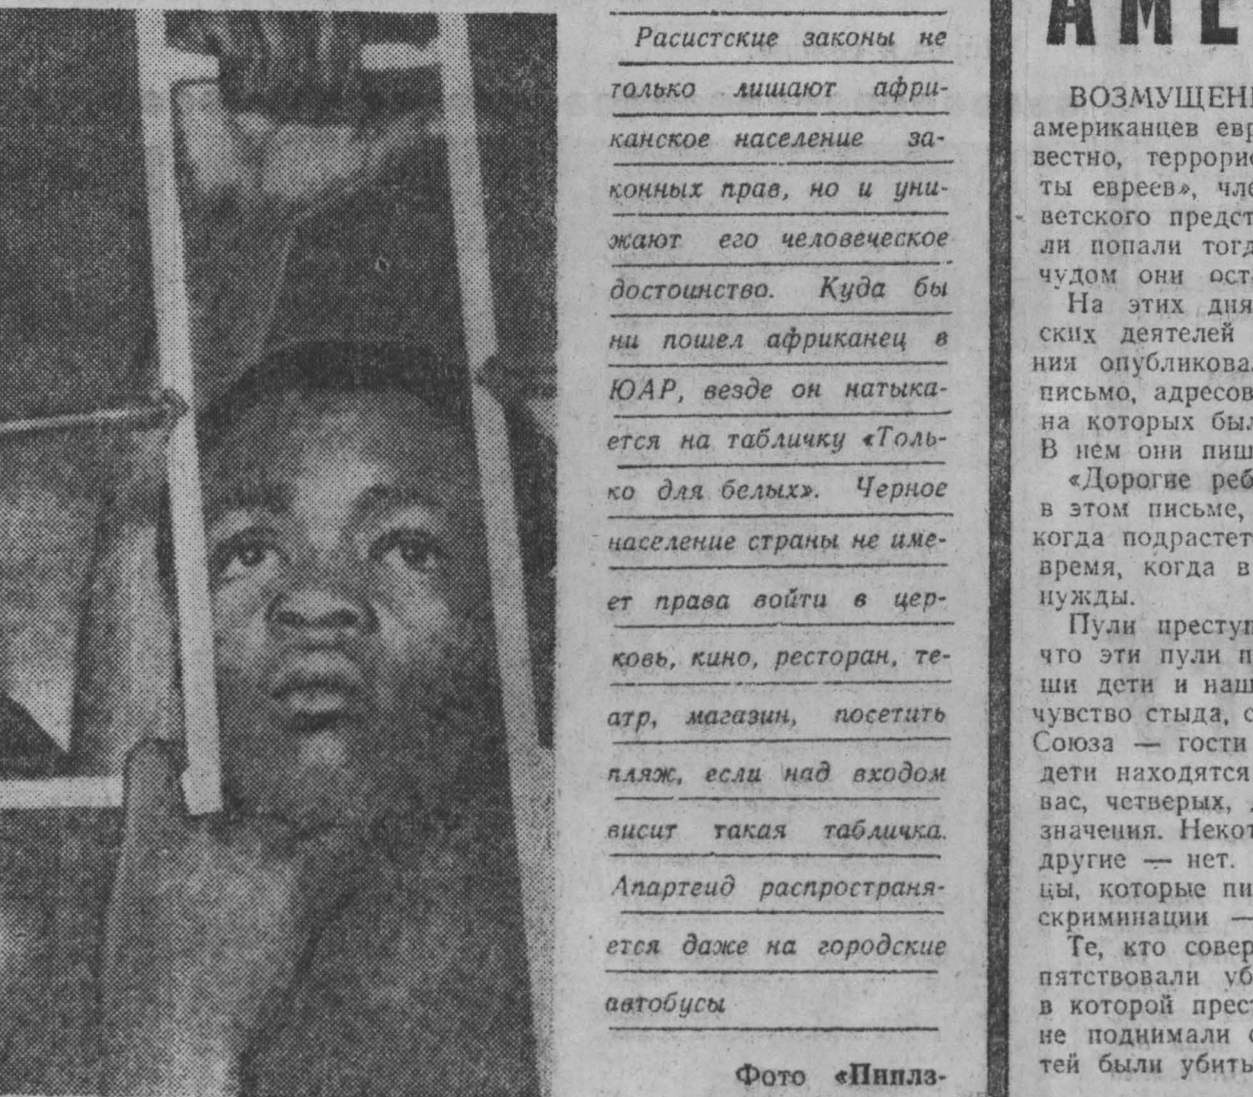 Расистские законы не
только лишают афри-
канское население за-
конных прав, но и уни-
жают его человеческое
достоинство. Куда бы
ни пошел африканец в
ЮАР, везде он натыка-
ется на табличку «Толь-
ко для белых». Черное
население страны не име-
ет права войти в цер-
ковь, кино, ресторан, те-
атр, магазин, посетить
пляж, если над входом
висит такая табличка.
Апартеид распространя-
ется даже на городские
автобусы
Фото «Пиплз-
АМЕ
ВОЗМУЩЕН
американцев евр
вестно, террори
ты евреев», чле
ветского предст
ли попали тогд
чудом они ост
На этих дня
ских деятелей
ния опубликова
письмо, адресов
на которых был
В нем они пиш
«Дорогие реб
в этом письме,
когда подрастет
время, когда в
нужды.
Пули преступ
что эти пули п
ши дети и наш
чувство стыда, с
Союза — гости
дети находятся
вас, четверых,
значения. Некот
другие — нет.
цы, которые пи
скриминации —
Те, кто совер
пятствовали уб
в которой прест
не поднимали
тей были убиты